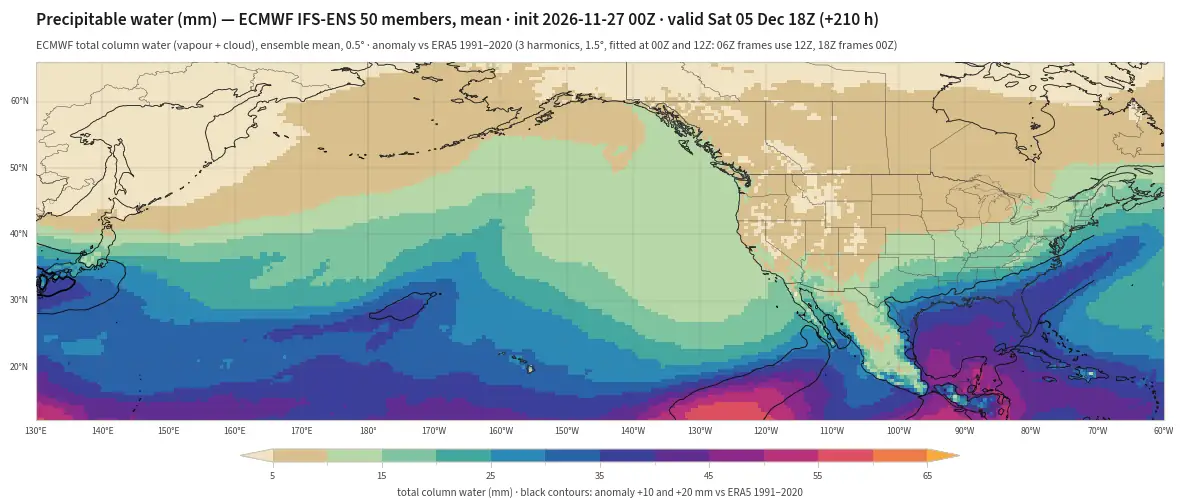 Precipitable water (mm) — ECMWF IFS-ENS 50 members, mean · init 2026-11-27 00Z · valid Sat 05 Dec 18Z (+210 h)
ECMWF total column water (vapour + cloud), ensemble mean, 0.5° · anomaly vs ERA5 1991–2020 (3 harmonics, 1.5°, fitted at 00Z and 12Z: 06Z frames use 12Z, 18Z frames 00Z)
60°N
50°N
40°N
30°N
20°N
130°E 140°E 150°E 160°E 170°E 180° 170°W 160°W 150°W 140°W 130°W 120°W 110°W 100°W 90°W 80°W 70°W 60°W
5 15 25 35 45 55 65
total column water (mm) · black contours: anomaly +10 and +20 mm vs ERA5 1991–2020